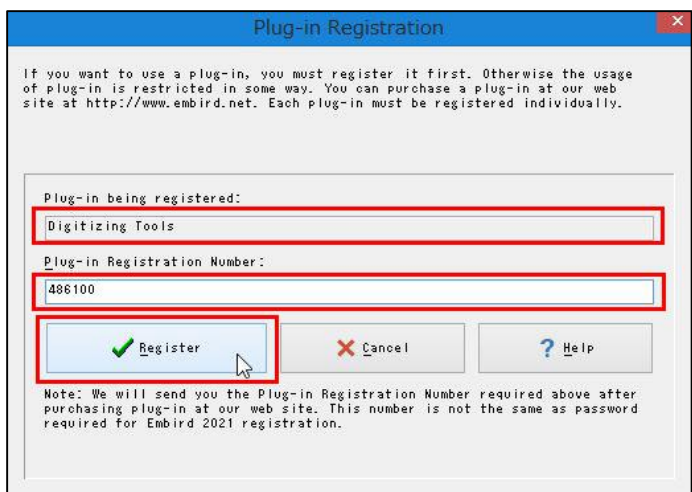 Plug-in Registration
If you want to use a plug-in, you must register it first. Otherwise the usage
of plug-in is restricted in some way. You can purchase a plug-in at our web
site at http://www.embird.net. Each plug-in must be registered individually.
Plug-in being registered:
Digitizing Tools
Plug-in Registration Number:
486100
Register
Cancel
? Help
Note: We will send you the Plug-in Registration Number required above after
purchasing plug-in at our web site. This number is not the same as password
required for Embird 2021 registration.